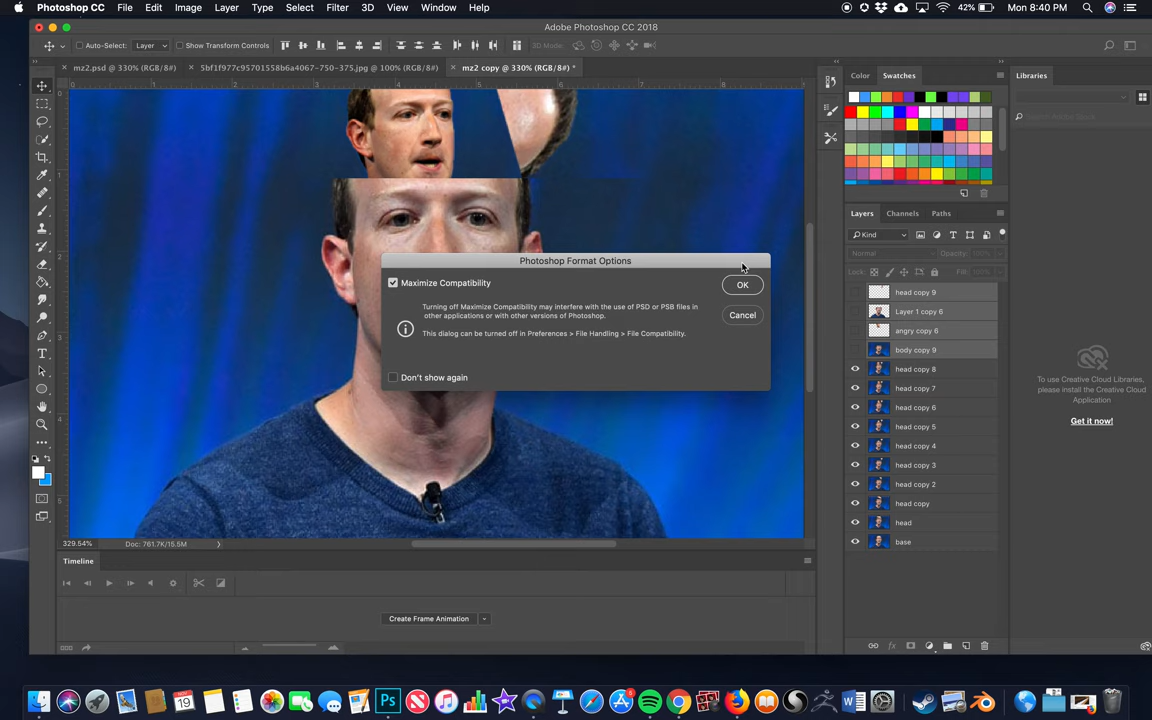 Photoshop CC File Edit Image Layer Type Select Filter 3D View Window Help 42% Mon 8:40 PM
Adobe Photoshop CC 2018
Auto-Select: Layer Show Transform Controls 3D Mode:
mz2.psd @ 330% (RGB/8#) 5bf1f977c95701558b6a4067-750-375.jpg @ 100% (RGB/8#) mz2 copy @ 330% (RGB/8#) *
Color Swatches Libraries
Photoshop Format Options
Maximize Compatibility
OK
Turning off Maximize Compatibility may interfere with the use of PSD or PSB files in
other applications or with other versions of Photoshop.
Cancel
This dialog can be turned off in Preferences > File Handling > File Compatibility.
Don't show again
Layers Channels Paths
Kind
Normal Opacity: 100%
Lock: Fill: 100%
head copy 9
Layer 1 copy 6
angry copy 6
body copy 9
head copy 8
head copy 7
head copy 6
head copy 5
head copy 4
head copy 3
head copy 2
head copy
head
base
To use Creative Cloud Libraries,
please install the Creative Cloud
Application
Get it now!
329.54% Doc: 761.7K/15.5M
Timeline
Create Frame Animation